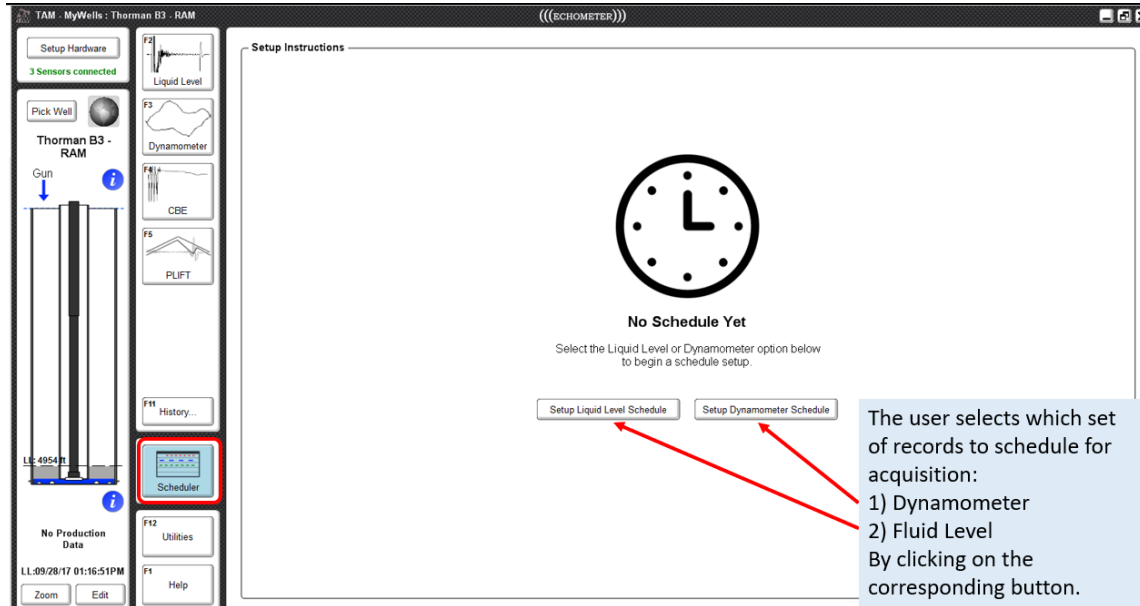 TAM - MyWells : Thorman B3 - RAM
(((ECHOMETER)))
Setup Hardware
3 Sensors connected
Pick Well
Thorman B3 -
RAM
Gun
LL: 4954 ft
No Production
Data
LL:09/28/17 01:16:51PM
Zoom
Edit
F2
Liquid Level
F3
Dynamometer
F4
CBE
F5
PLIFT
F11
History...
Scheduler
F12
Utilities
F1
Help
Setup Instructions
No Schedule Yet
Select the Liquid Level or Dynamometer option below
to begin a schedule setup.
Setup Liquid Level Schedule
Setup Dynamometer Schedule
The user selects which set
of records to schedule for
acquisition:
1) Dynamometer
2) Fluid Level
By clicking on the
corresponding button.